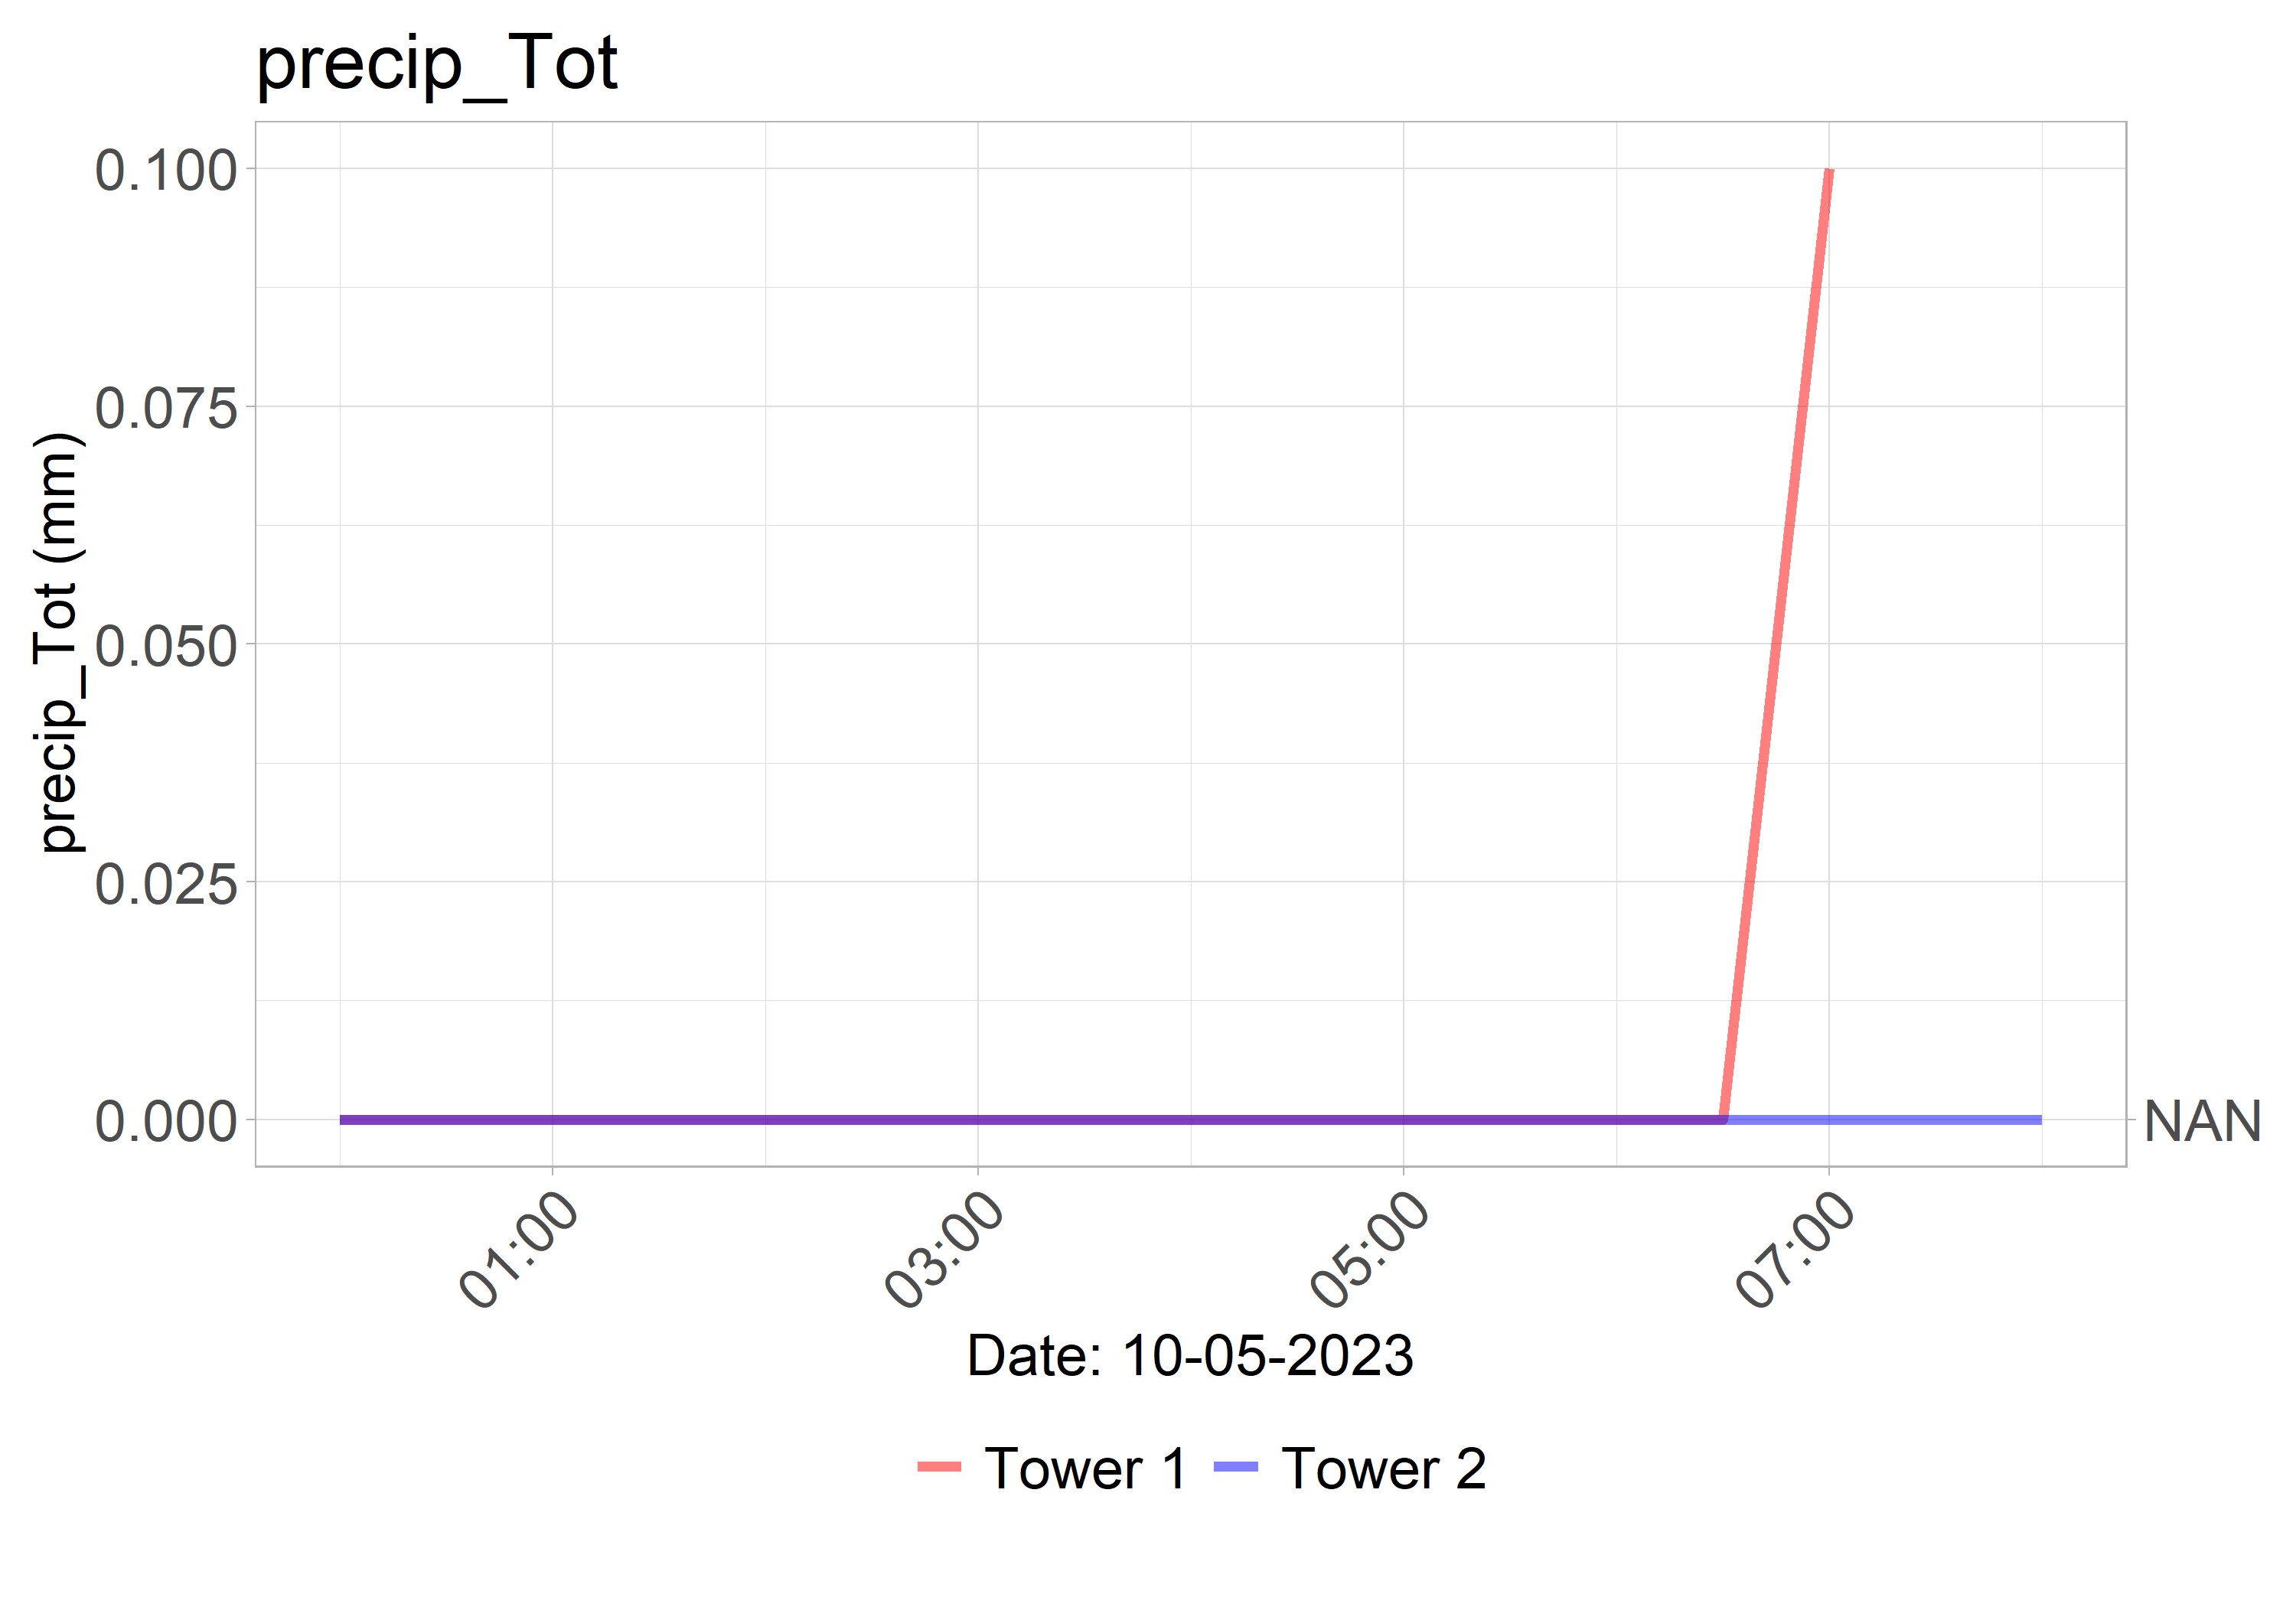 precip_Tot
precip_Tot (mm)
0.100
0.075
0.050
0.025
0.000
NAN
01:00
03:00
05:00
07:00
Date: 10-05-2023
Tower 1
Tower 2